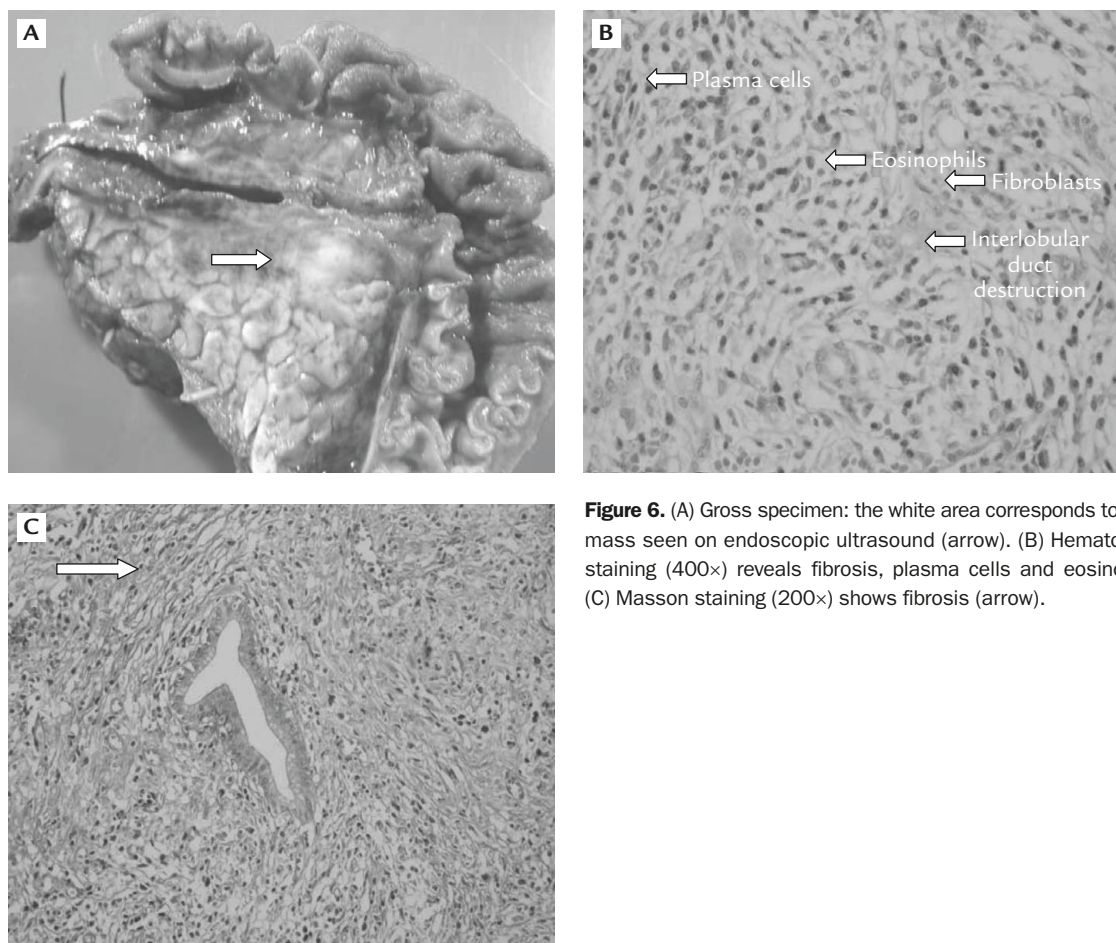 A
B
Plasma cells
Eosinophils
Fibroblasts
Interlobular
duct
destruction
C
Figure 6. (A) Gross specimen: the white area corresponds to
mass seen on endoscopic ultrasound (arrow). (B) Hemato
staining (400×) reveals fibrosis, plasma cells and eosino
(C) Masson staining (200×) shows fibrosis (arrow).